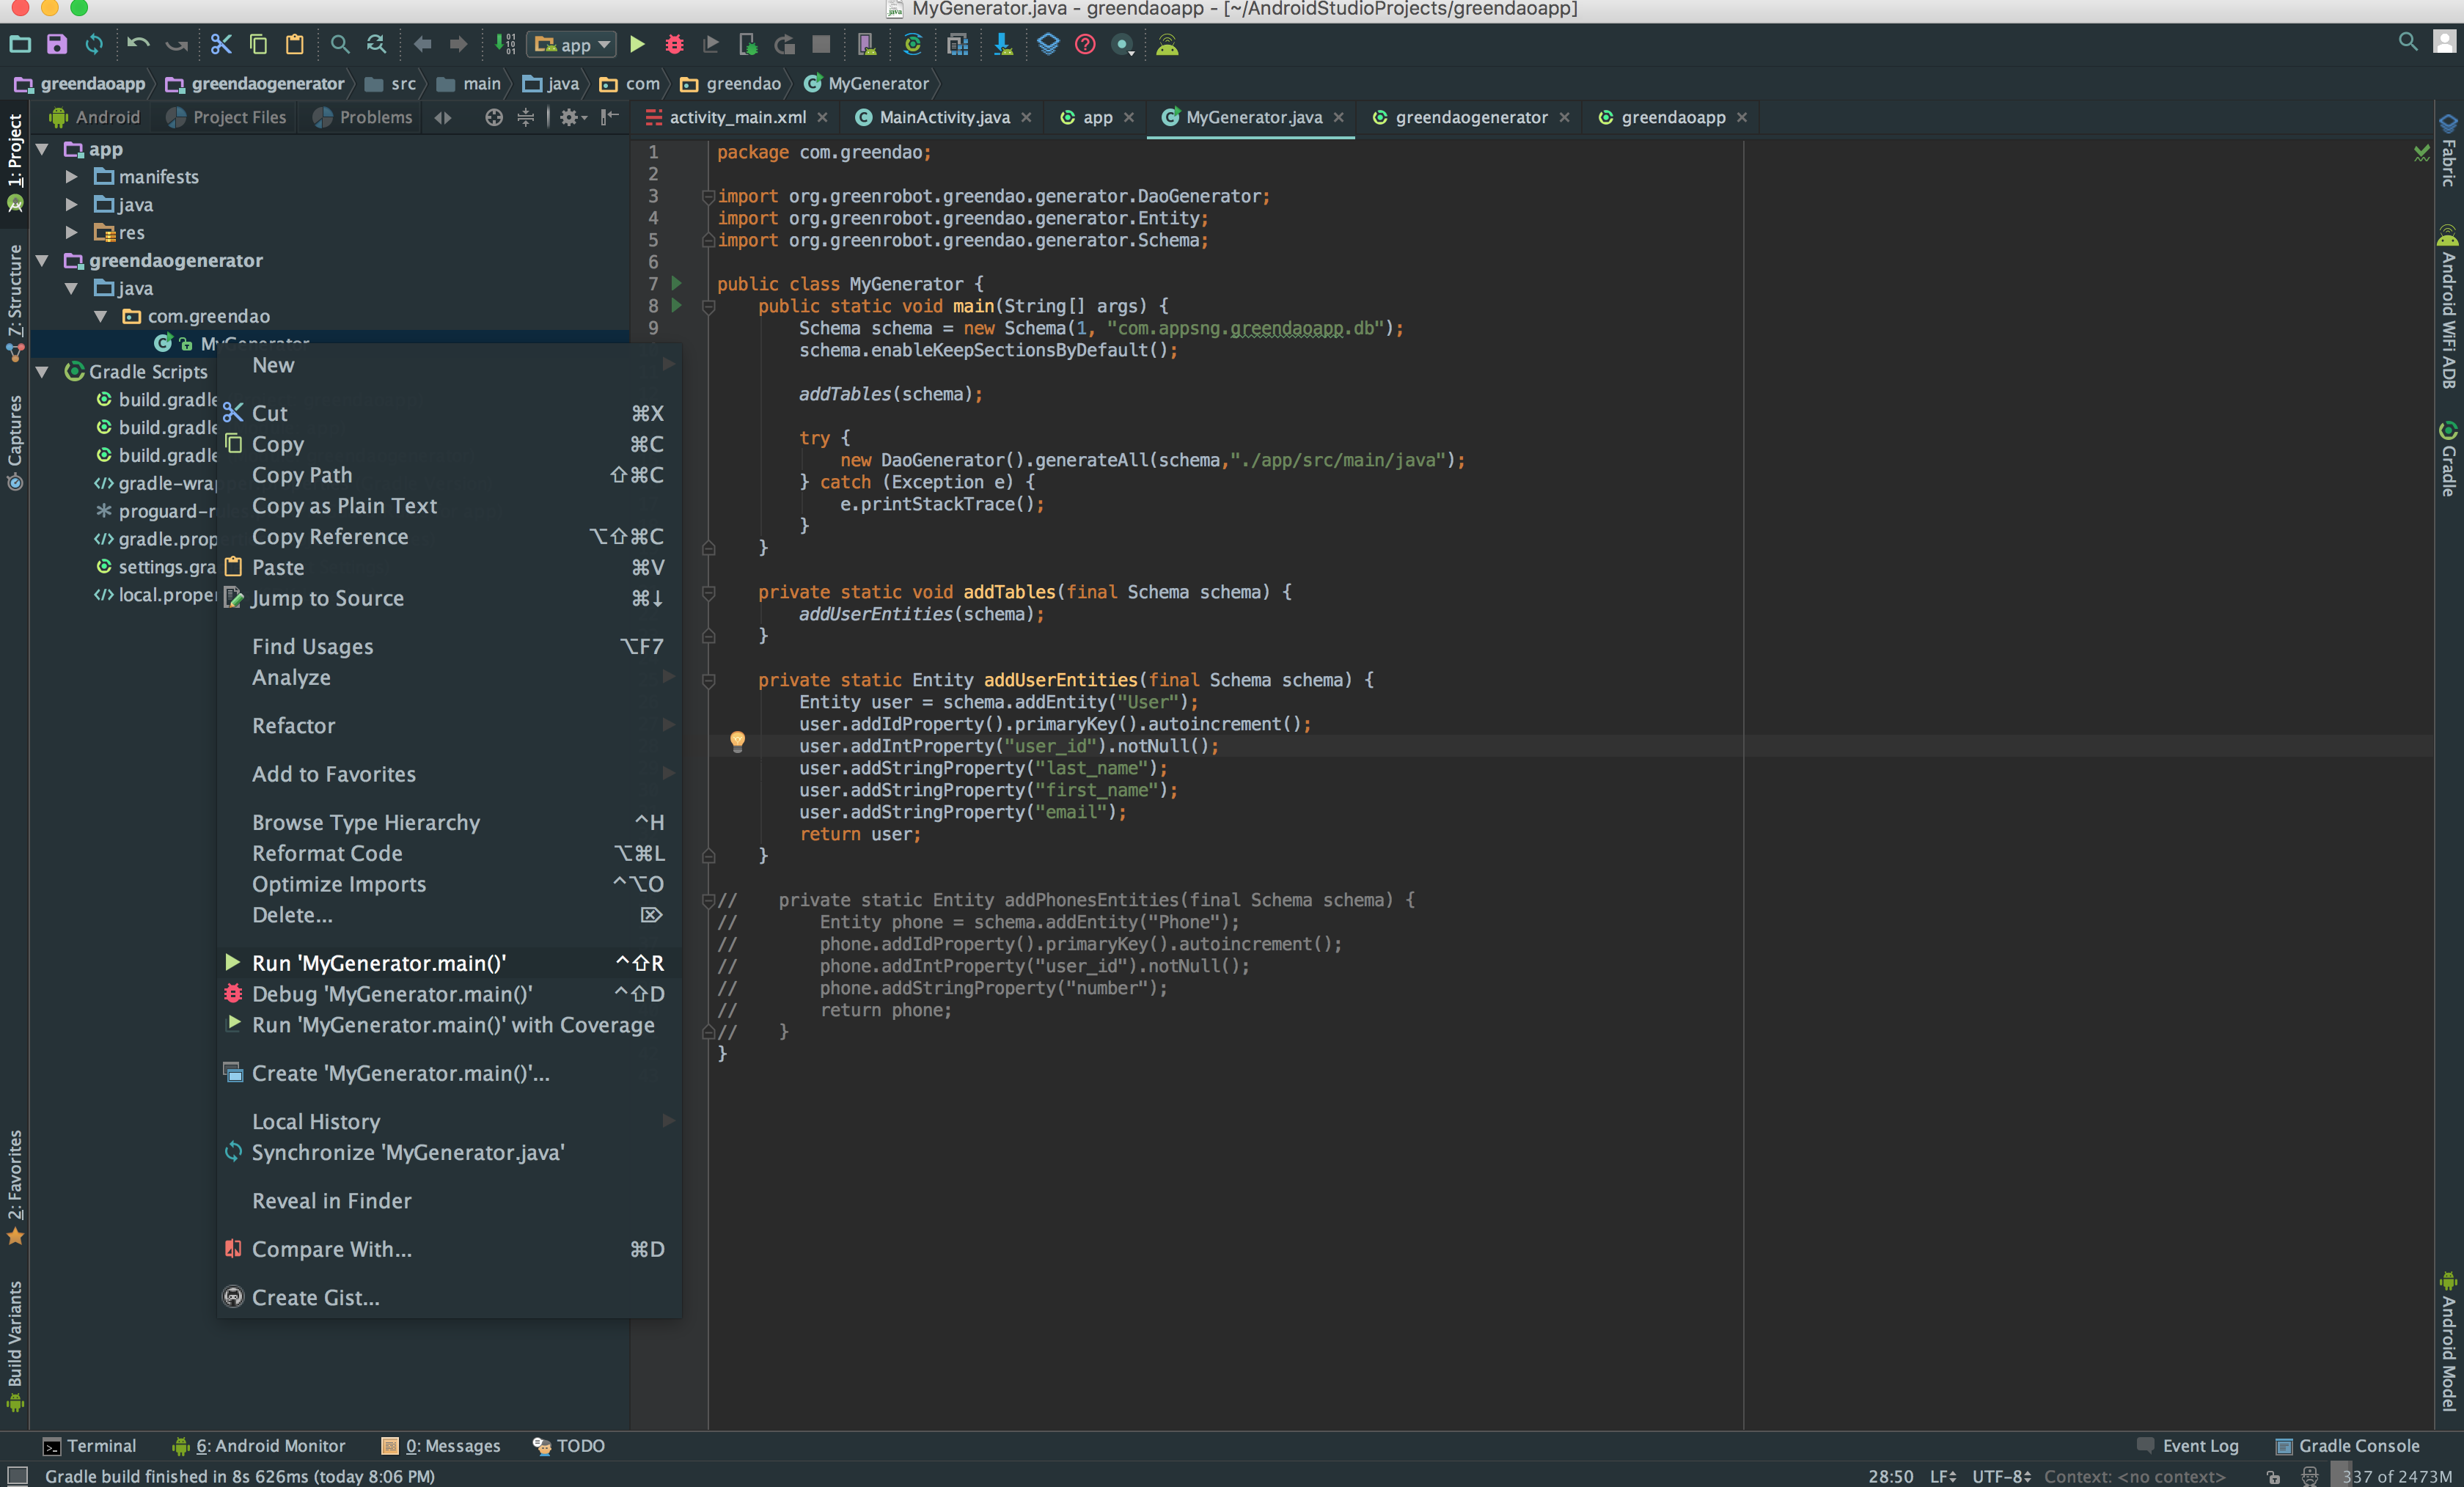 MyGenerator.java - greendaoapp - [~/AndroidStudioProjects/greendaoapp]
app
greendaoapp greendaogenerator src main java com greendao MyGenerator
Android Project Files Problems
activity_main.xml MainActivity.java app MyGenerator.java greendaogenerator greendaoapp
1: Project
Z: Structure
Captures
2: Favorites
Build Variants
app
manifests
java
res
greendaogenerator
java
com.greendao
MyGenerator
Gradle Scripts
build.gradle
build.gradle
build.gradle
gradle-wrap
proguard-r
gradle.prop
settings.gra
local.proper
New
Cut ⌘X
Copy ⌘C
Copy Path ⇧⌘C
Copy as Plain Text
Copy Reference ⌥⇧⌘C
Paste ⌘V
Jump to Source ⌘↓
Find Usages ⌥F7
Analyze
Refactor
Add to Favorites
Browse Type Hierarchy ^H
Reformat Code ⌥⌘L
Optimize Imports ^⌥O
Delete... ⌦
Run 'MyGenerator.main()' ^⇧R
Debug 'MyGenerator.main()' ^⇧D
Run 'MyGenerator.main()' with Coverage
Create 'MyGenerator.main()'...
Local History
Synchronize 'MyGenerator.java'
Reveal in Finder
Compare With... ⌘D
Create Gist...
1 package com.greendao;
2
3 import org.greenrobot.greendao.generator.DaoGenerator;
4 import org.greenrobot.greendao.generator.Entity;
5 import org.greenrobot.greendao.generator.Schema;
6
7 public class MyGenerator {
8 public static void main(String[] args) {
9 Schema schema = new Schema(1, "com.appsng.greendaoapp.db");
schema.enableKeepSectionsByDefault();
addTables(schema);
try {
new DaoGenerator().generateAll(schema,"./app/src/main/java");
} catch (Exception e) {
e.printStackTrace();
}
}
private static void addTables(final Schema schema) {
addUserEntities(schema);
}
private static Entity addUserEntities(final Schema schema) {
Entity user = schema.addEntity("User");
user.addIdProperty().primaryKey().autoincrement();
user.addIntProperty("user_id").notNull();
user.addStringProperty("last_name");
user.addStringProperty("first_name");
user.addStringProperty("email");
return user;
}
// private static Entity addPhonesEntities(final Schema schema) {
// Entity phone = schema.addEntity("Phone");
// phone.addIdProperty().primaryKey().autoincrement();
// phone.addIntProperty("user_id").notNull();
// phone.addStringProperty("number");
// return phone;
// }
}
Fabric
Android WiFi ADB
Gradle
Android Model
Terminal 6: Android Monitor 0: Messages TODO Event Log Gradle Console
Gradle build finished in 8s 626ms (today 8:06 PM) 28:50 LF UTF-8 Context: <no context> 337 of 2473M